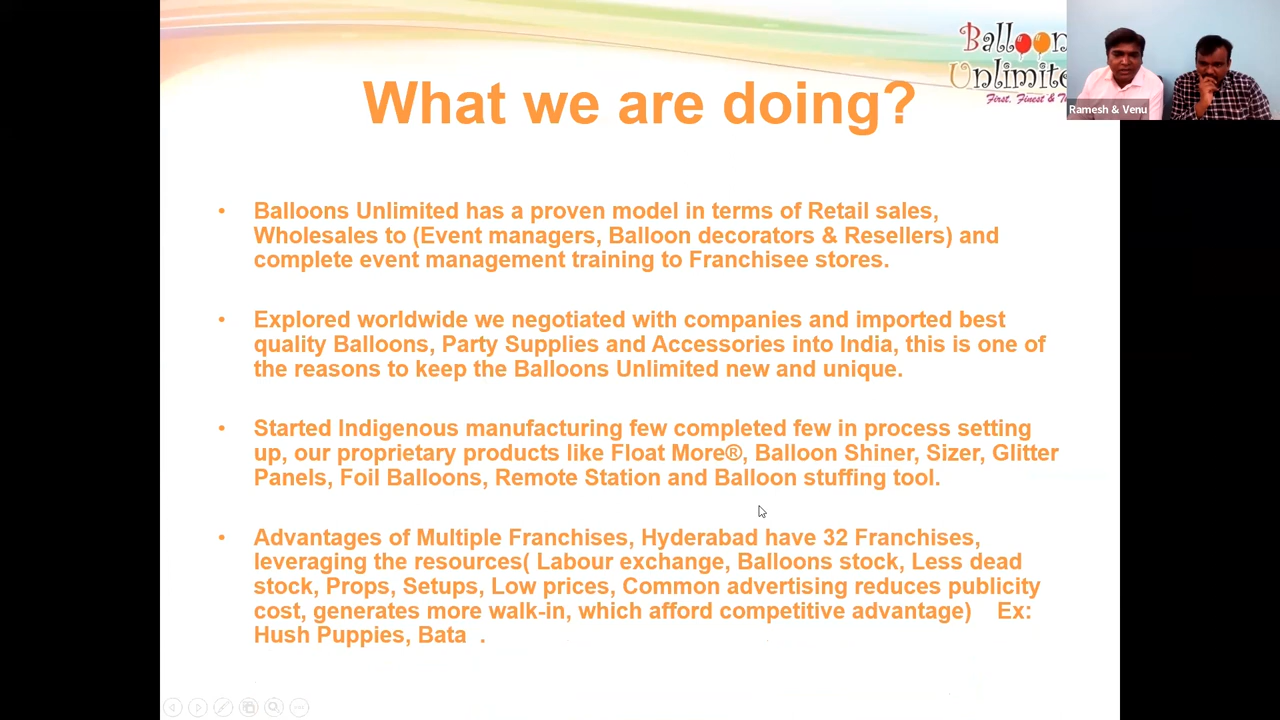 Balloons
Unlimite
First, Finest & T
Ramesh & Venu
What we are doing?
• Balloons Unlimited has a proven model in terms of Retail sales,
Wholesales to (Event managers, Balloon decorators & Resellers) and
complete event management training to Franchisee stores.
• Explored worldwide we negotiated with companies and imported best
quality Balloons, Party Supplies and Accessories into India, this is one of
the reasons to keep the Balloons Unlimited new and unique.
• Started Indigenous manufacturing few completed few in process setting
up, our proprietary products like Float More®, Balloon Shiner, Sizer, Glitter
Panels, Foil Balloons, Remote Station and Balloon stuffing tool.
• Advantages of Multiple Franchises, Hyderabad have 32 Franchises,
leveraging the resources( Labour exchange, Balloons stock, Less dead
stock, Props, Setups, Low prices, Common advertising reduces publicity
cost, generates more walk-in, which afford competitive advantage) Ex:
Hush Puppies, Bata .